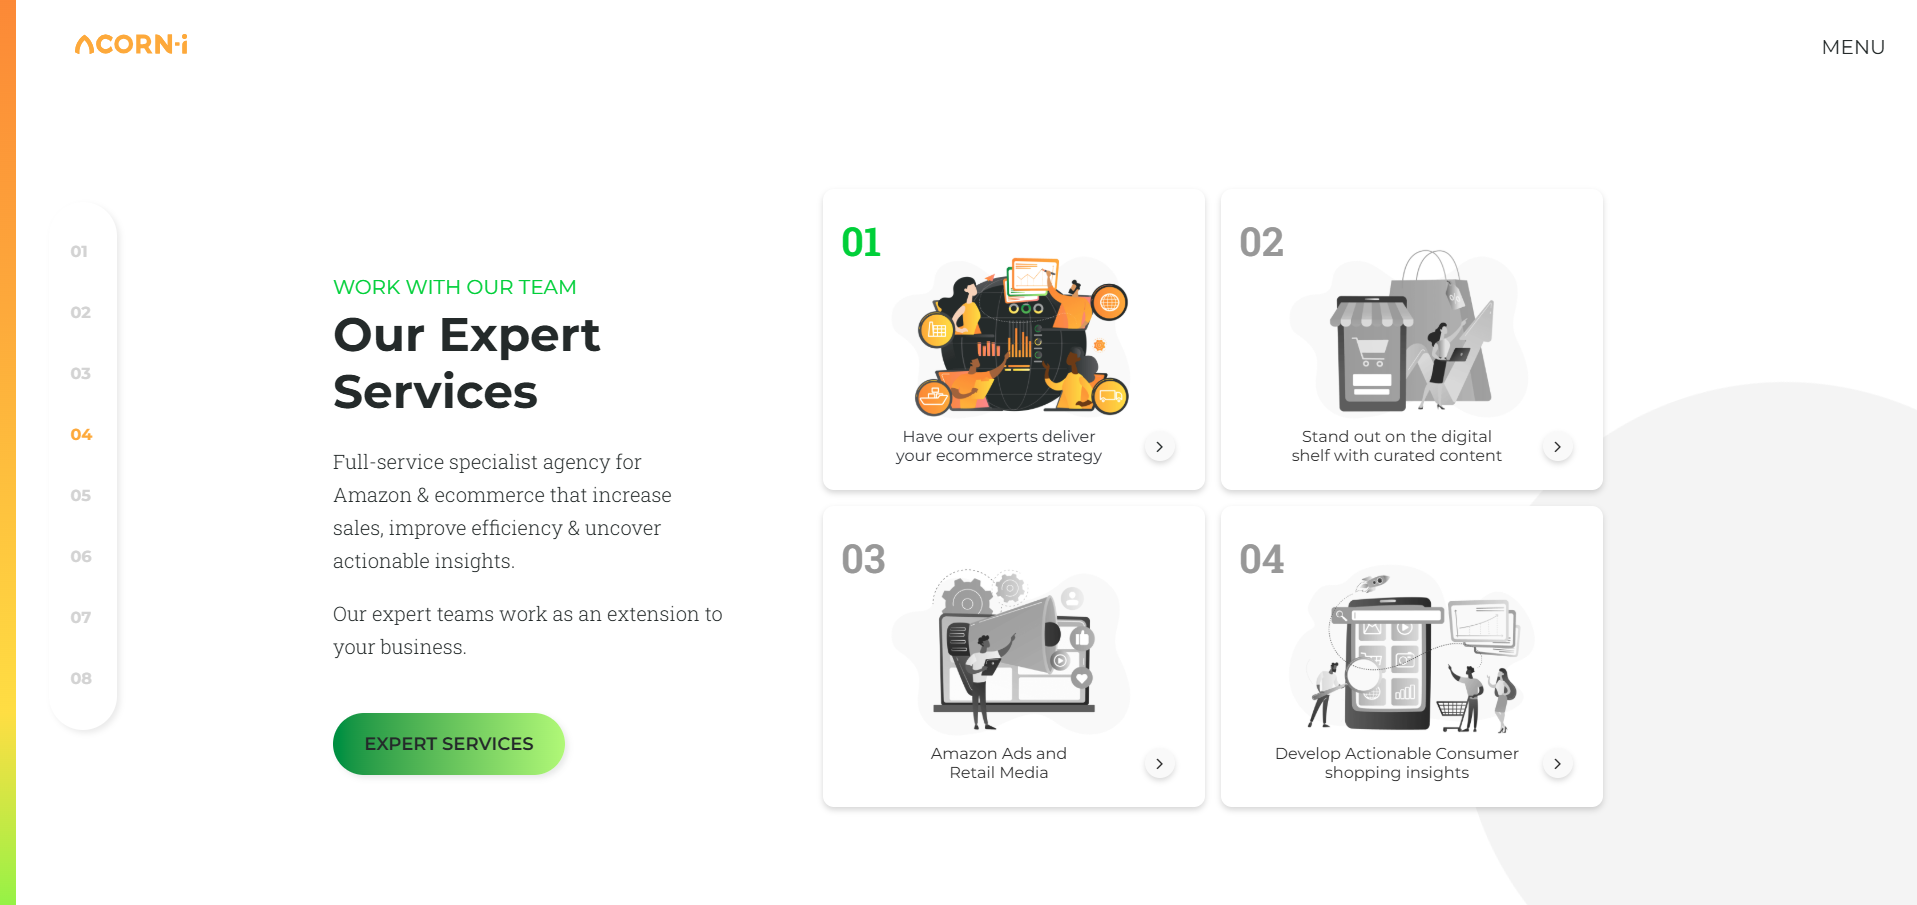 ACORN-i
MENU
01
02
03
04
05
06
07
08
WORK WITH OUR TEAM
Our Expert
Services
Full-service specialist agency for
Amazon & ecommerce that increase
sales, improve efficiency & uncover
actionable insights.
Our expert teams work as an extension to
your business.
EXPERT SERVICES
01
Have our experts deliver
your ecommerce strategy
02
%
Stand out on the digital
shelf with curated content
03
Amazon Ads and
Retail Media
04
Develop Actionable Consumer
shopping insights